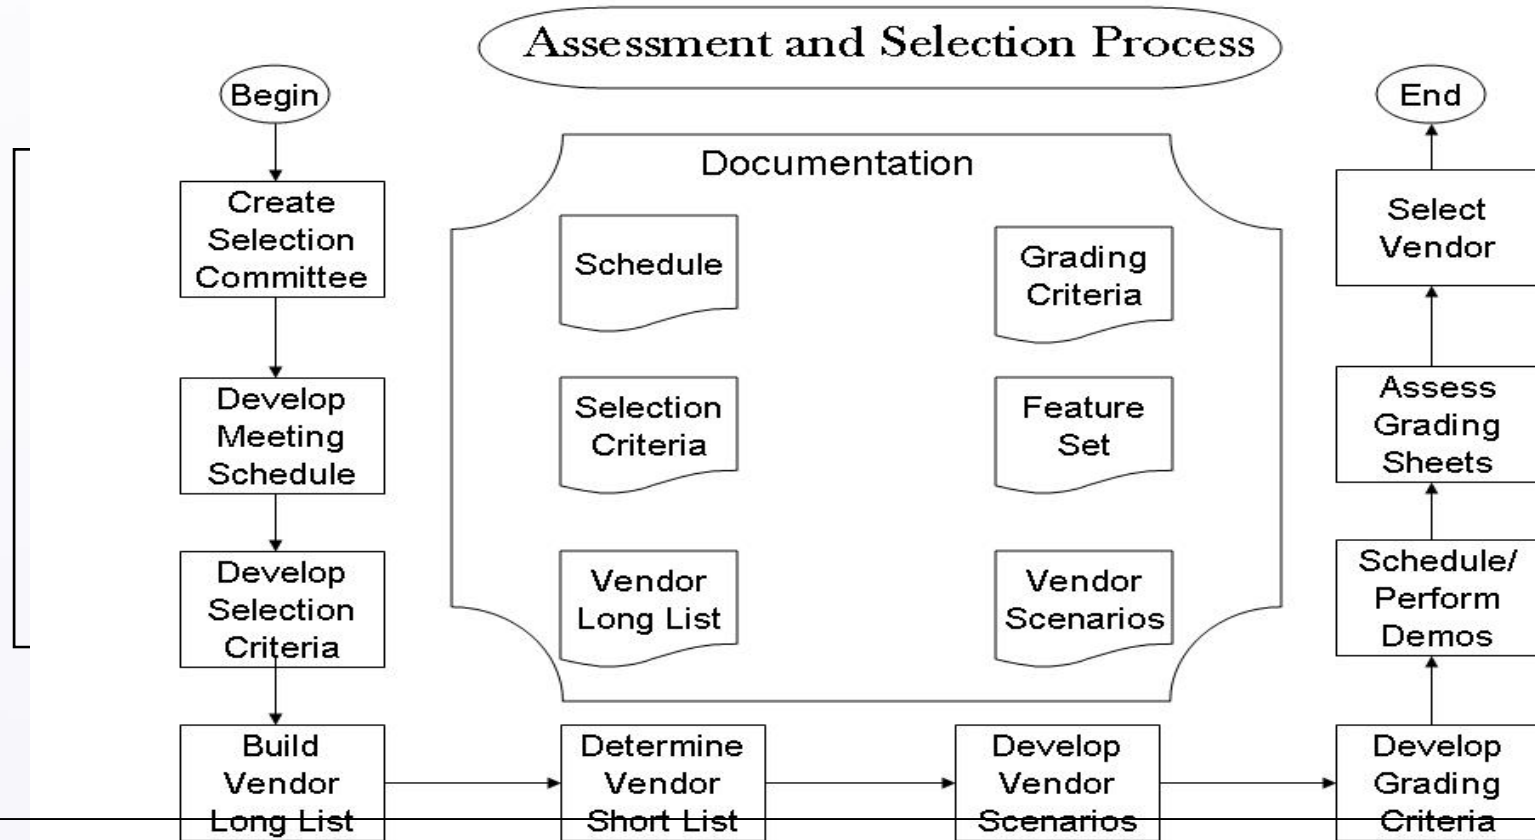 Assessment and Selection Process
Begin
End
Create
Selection
Committee
Develop
Meeting
Schedule
Develop
Selection
Criteria
Build
Vendor
Long List
Determine
Vendor
Short List
Develop
Vendor
Scenarios
Develop
Grading
Criteria
Schedule/
Perform
Demos
Assess
Grading
Sheets
Select
Vendor
Documentation
Schedule
Grading
Criteria
Selection
Criteria
Feature
Set
Vendor
Long List
Vendor
Scenarios